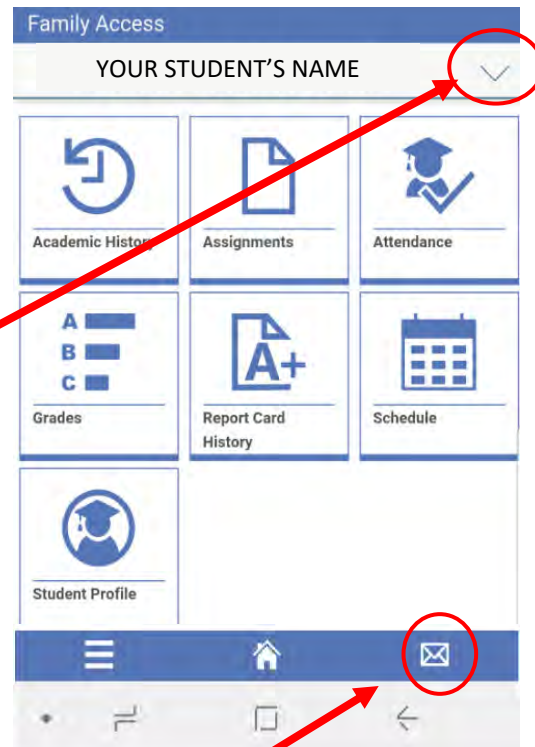 Family Access
YOUR STUDENT'S NAME
Academic History
Assignments
Attendance
A
B
C
A+
Grades
Report Card
History
Schedule
Student Profile